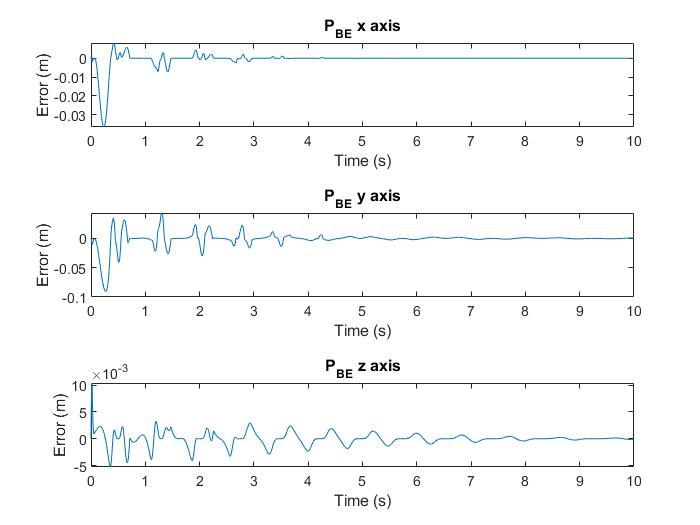 P_BE x axis
0
-0.01
-0.02
-0.03
Error (m)
0 1 2 3 4 5 6 7 8 9 10
Time (s)
P_BE y axis
0
-0.05
-0.1
Error (m)
0 1 2 3 4 5 6 7 8 9 10
Time (s)
P_BE z axis
×10^-3
10
5
0
-5
Error (m)
0 1 2 3 4 5 6 7 8 9 10
Time (s)